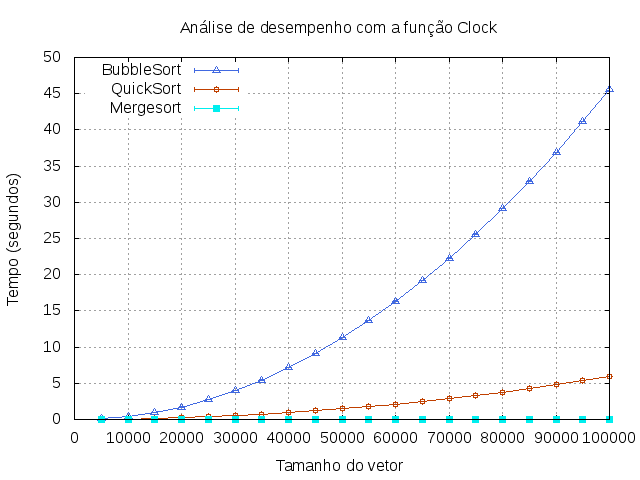 Análise de desempenho com a função Clock
BubbleSort
QuickSort
Mergesort
Tempo (segundos)
50
45
40
35
30
25
20
15
10
5
0
0 10000 20000 30000 40000 50000 60000 70000 80000 90000 100000
Tamanho do vetor